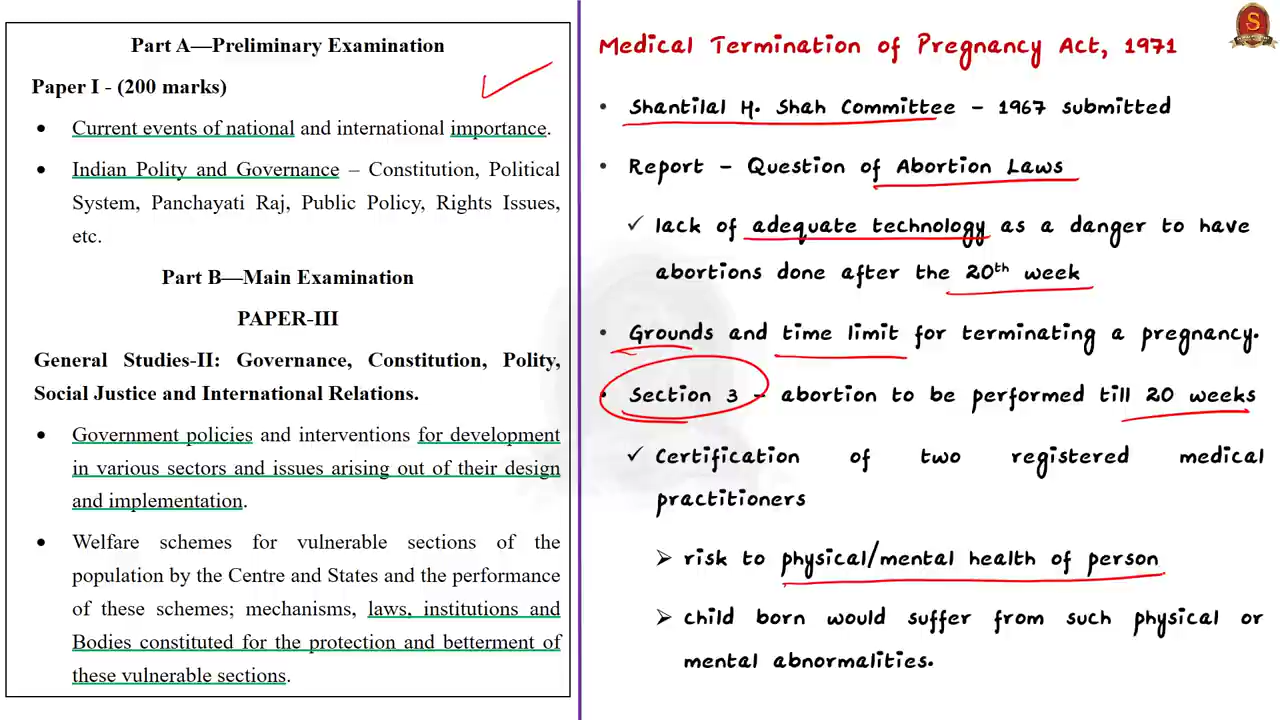 Part A—Preliminary Examination
Paper I - (200 marks)
• Current events of national and international importance.
• Indian Polity and Governance – Constitution, Political
System, Panchayati Raj, Public Policy, Rights Issues,
etc.
Part B—Main Examination
PAPER-III
General Studies-II: Governance, Constitution, Polity,
Social Justice and International Relations.
• Government policies and interventions for development
in various sectors and issues arising out of their design
and implementation.
• Welfare schemes for vulnerable sections of the
population by the Centre and States and the performance
of these schemes; mechanisms, laws, institutions and
Bodies constituted for the protection and betterment of
these vulnerable sections.
Medical Termination of Pregnancy Act, 1971
• Shantilal H. Shah Committee - 1967 submitted
• Report - Question of Abortion Laws
✓ lack of adequate technology as a danger to have
abortions done after the 20th week
• Grounds and time limit for terminating a pregnancy.
• Section 3 - abortion to be performed till 20 weeks
✓ Certification of two registered medical
practitioners
➢ risk to physical/mental health of person
➢ child born would suffer from such physical or
mental abnormalities.